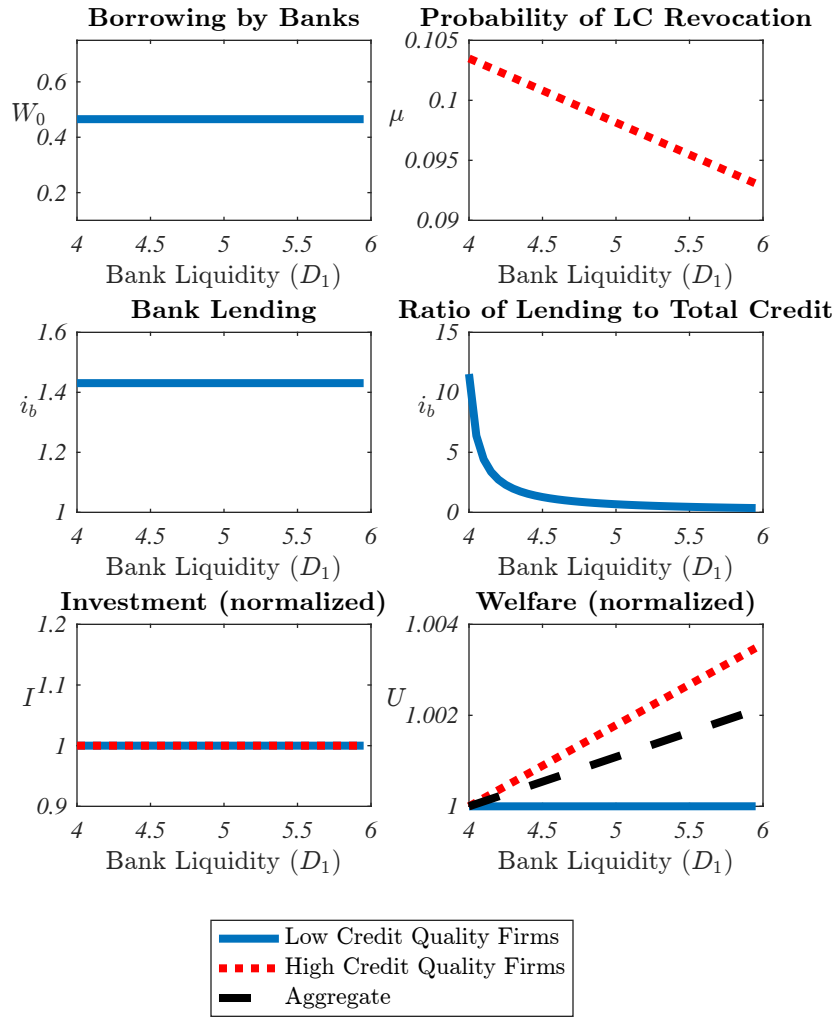 Borrowing by Banks
0.6
W0
0.4
0.2
4 4.5 5 5.5 6
Bank Liquidity (D1)
Probability of LC Revocation
0.105
0.1
μ
0.095
0.09
4 4.5 5 5.5 6
Bank Liquidity (D1)
Bank Lending
1.6
1.4
ib
1.2
1
4 4.5 5 5.5 6
Bank Liquidity (D1)
Ratio of Lending to Total Credit
15
10
ib
5
0
4 4.5 5 5.5 6
Bank Liquidity (D1)
Investment (normalized)
1.2
1.1
I
1
0.9
4 4.5 5 5.5 6
Bank Liquidity (D1)
Welfare (normalized)
1.004
U
1.002
1
4 4.5 5 5.5 6
Bank Liquidity (D1)
Low Credit Quality Firms
High Credit Quality Firms
Aggregate